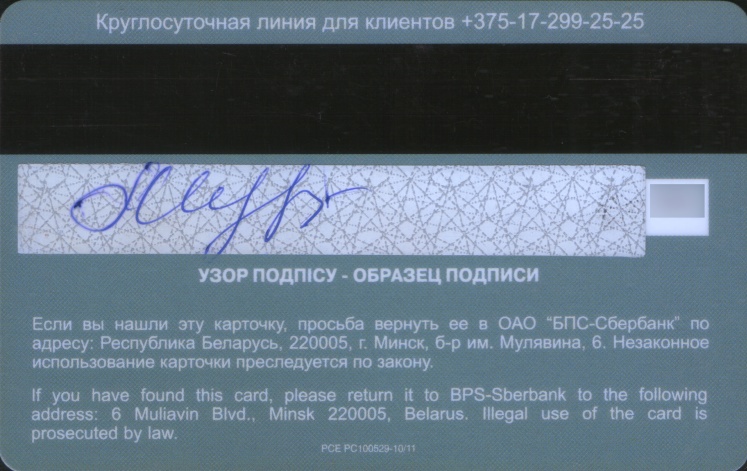 Круглосуточная линия для клиентов +375-17-299-25-25
УЗОР ПОДПІСУ - ОБРАЗЕЦ ПОДПИСИ
Если вы нашли эту карточку, просьба вернуть ее в ОАО “БПС-Сбербанк” по
адресу: Республика Беларусь, 220005, г. Минск, б-р им. Мулявина, 6. Незаконное
использование карточки преследуется по закону.
If you have found this card, please return it to BPS-Sberbank to the following
address: 6 Muliavin Blvd., Minsk 220005, Belarus. Illegal use of the card is
prosecuted by law.
PCE PC100529-10/11